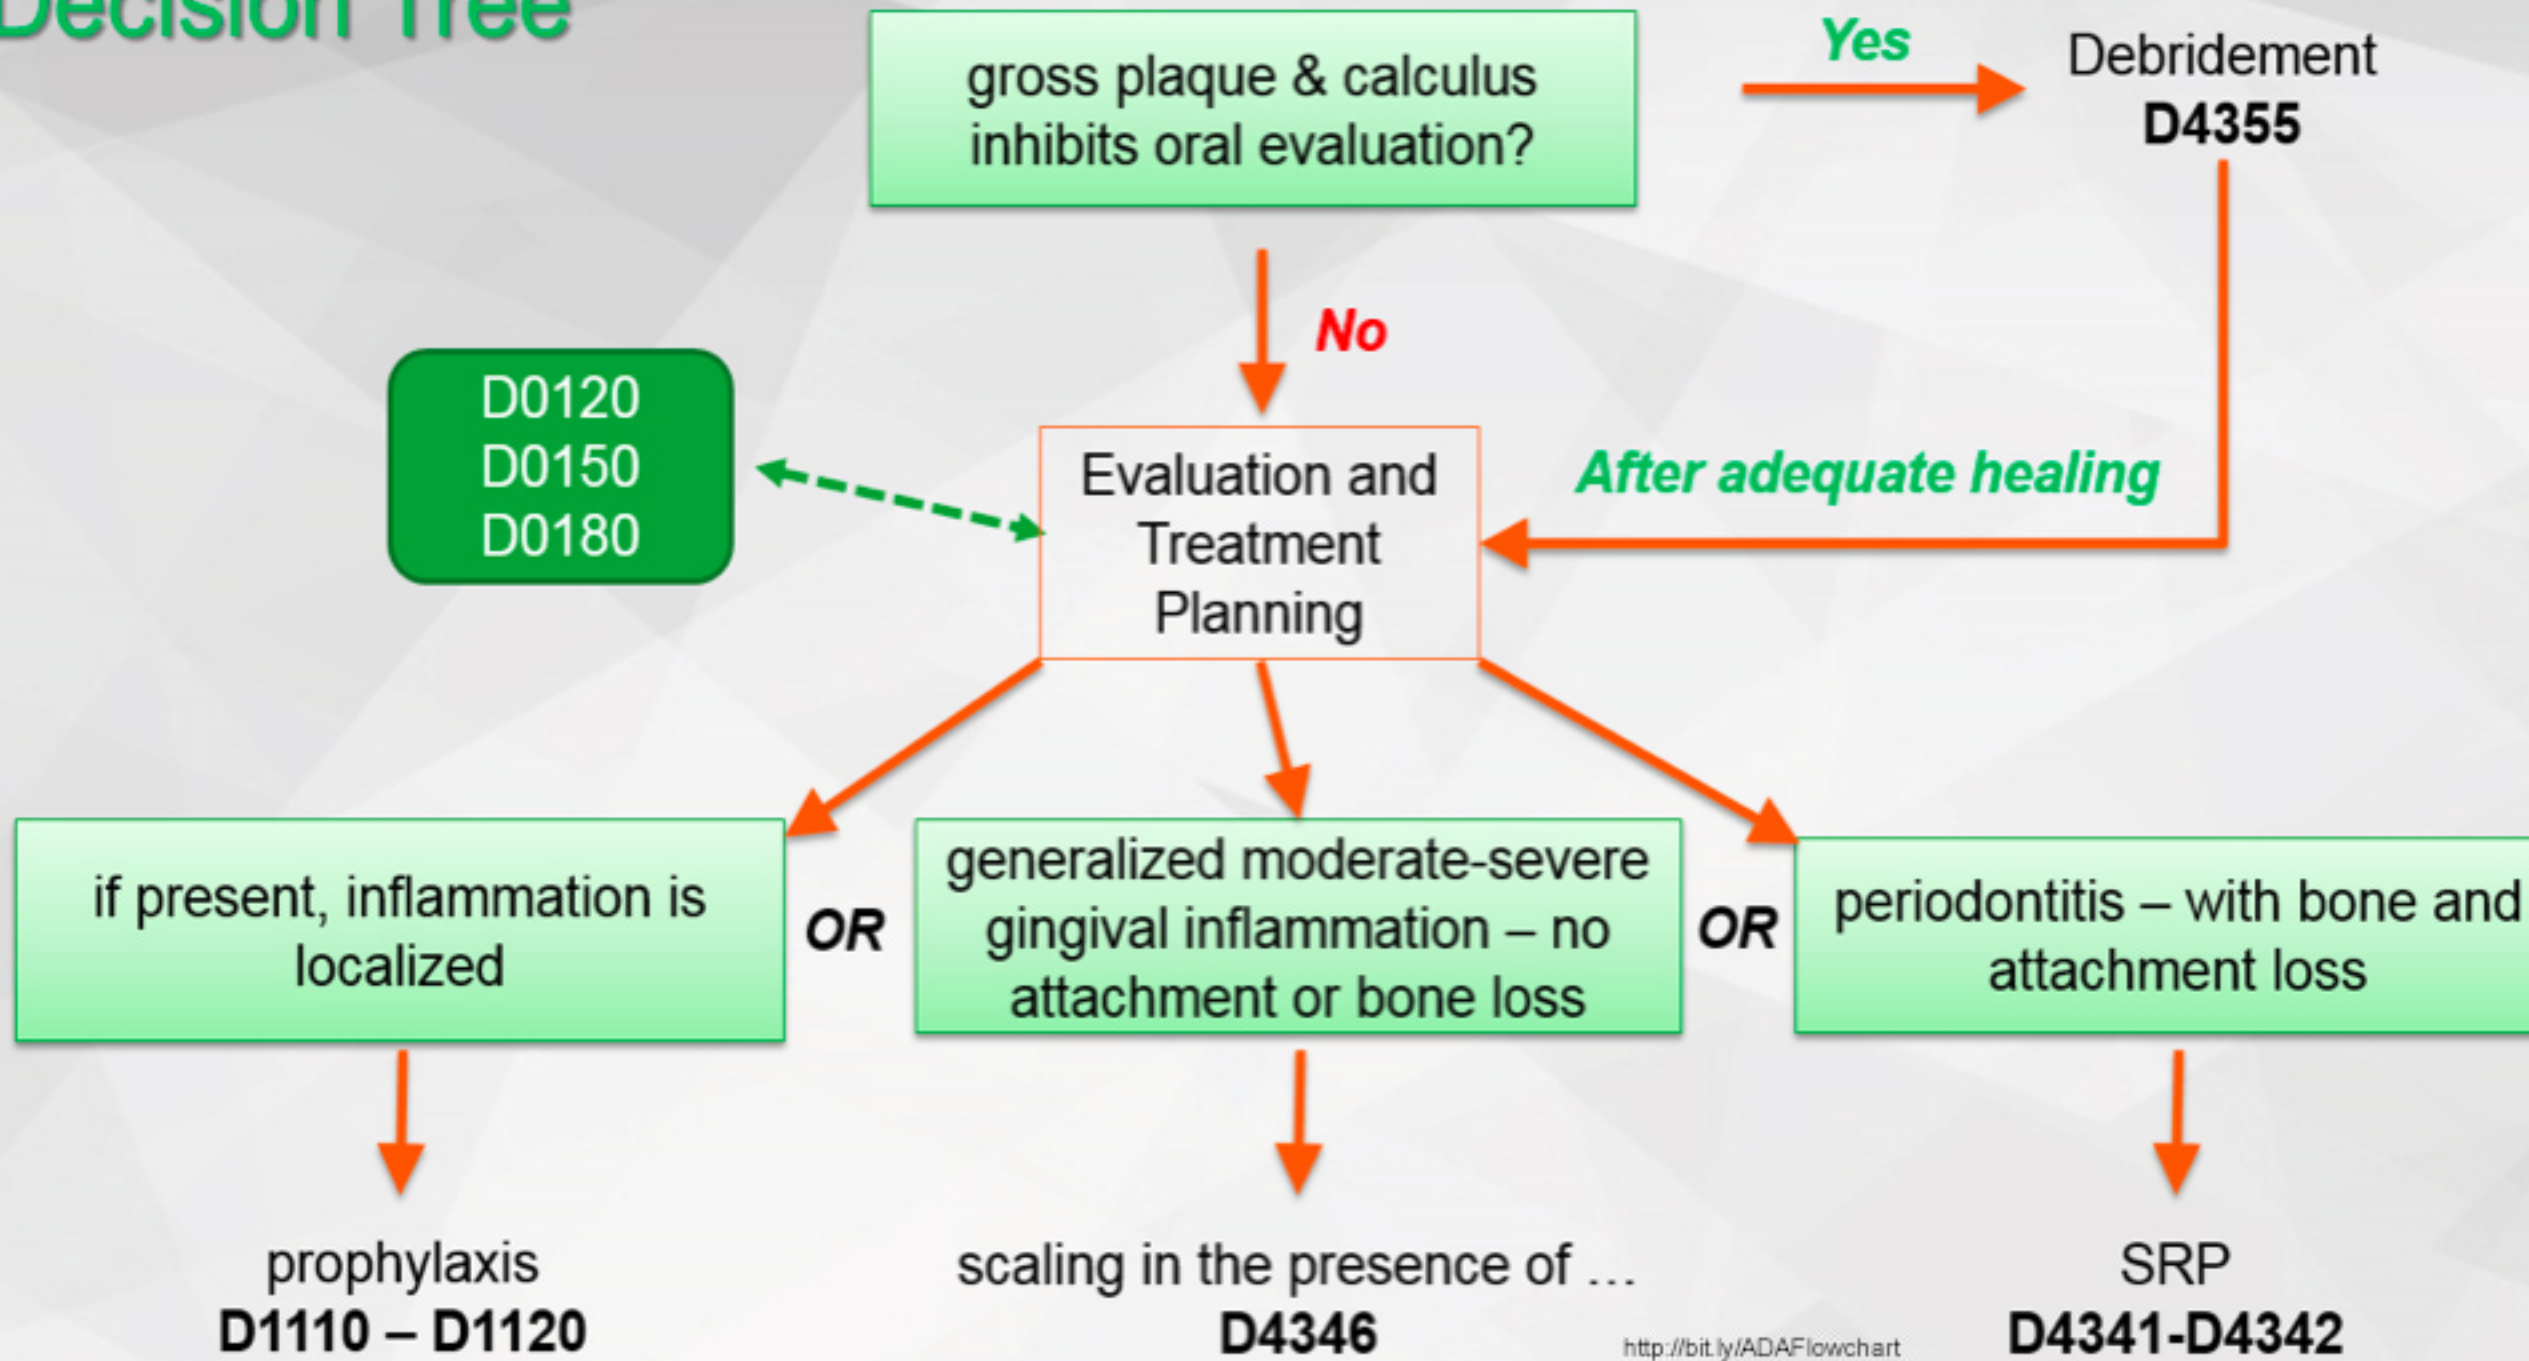 Decision Tree
gross plaque & calculus
inhibits oral evaluation?
Yes
Debridement
D4355
No
D0120
D0150
D0180
Evaluation and
Treatment
Planning
After adequate healing
if present, inflammation is
localized
OR
generalized moderate-severe
gingival inflammation – no
attachment or bone loss
OR
periodontitis – with bone and
attachment loss
prophylaxis
D1110 – D1120
scaling in the presence of ...
D4346
SRP
D4341-D4342
http://bit.ly/ADAFlowchart